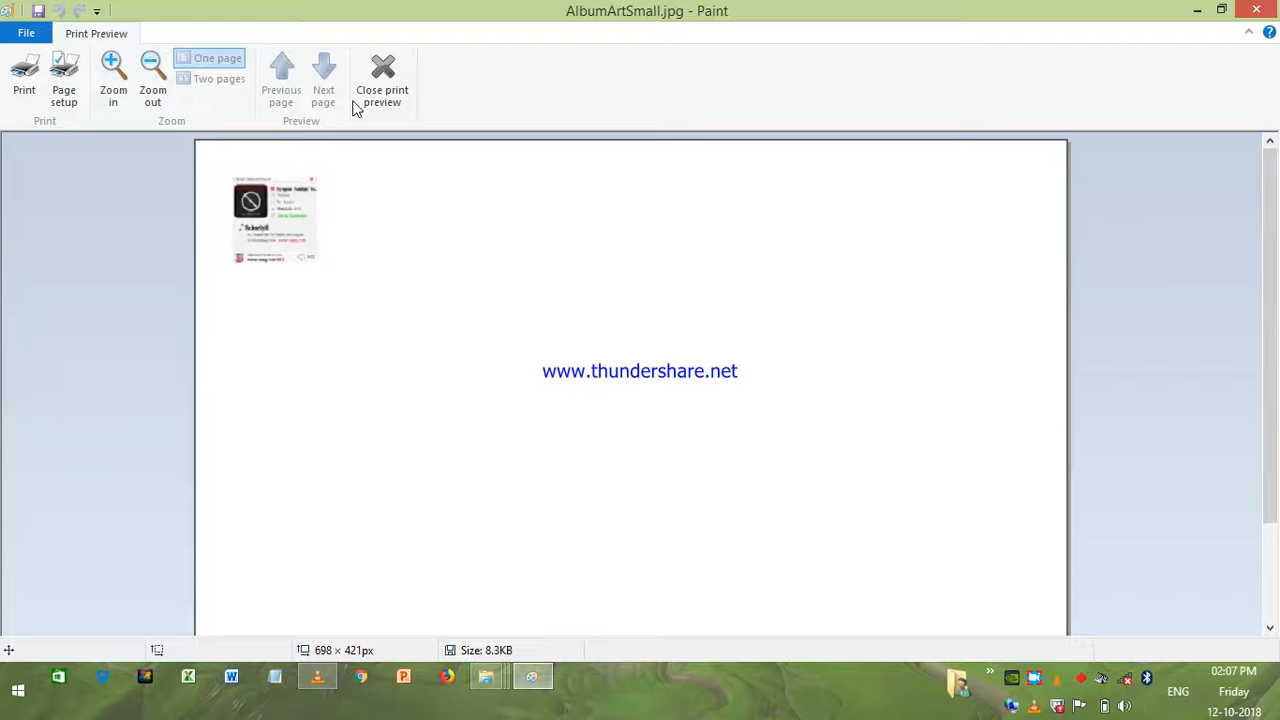 AlbumArtSmall.jpg - Paint
File
Print Preview
Print
Page setup
Zoom in
Zoom out
One page
Two pages
Previous page
Next page
Close print preview
Print
Zoom
Preview
www.thundershare.net
698 × 421px
Size: 8.3KB
02:07 PM
ENG
Friday
12-10-2018